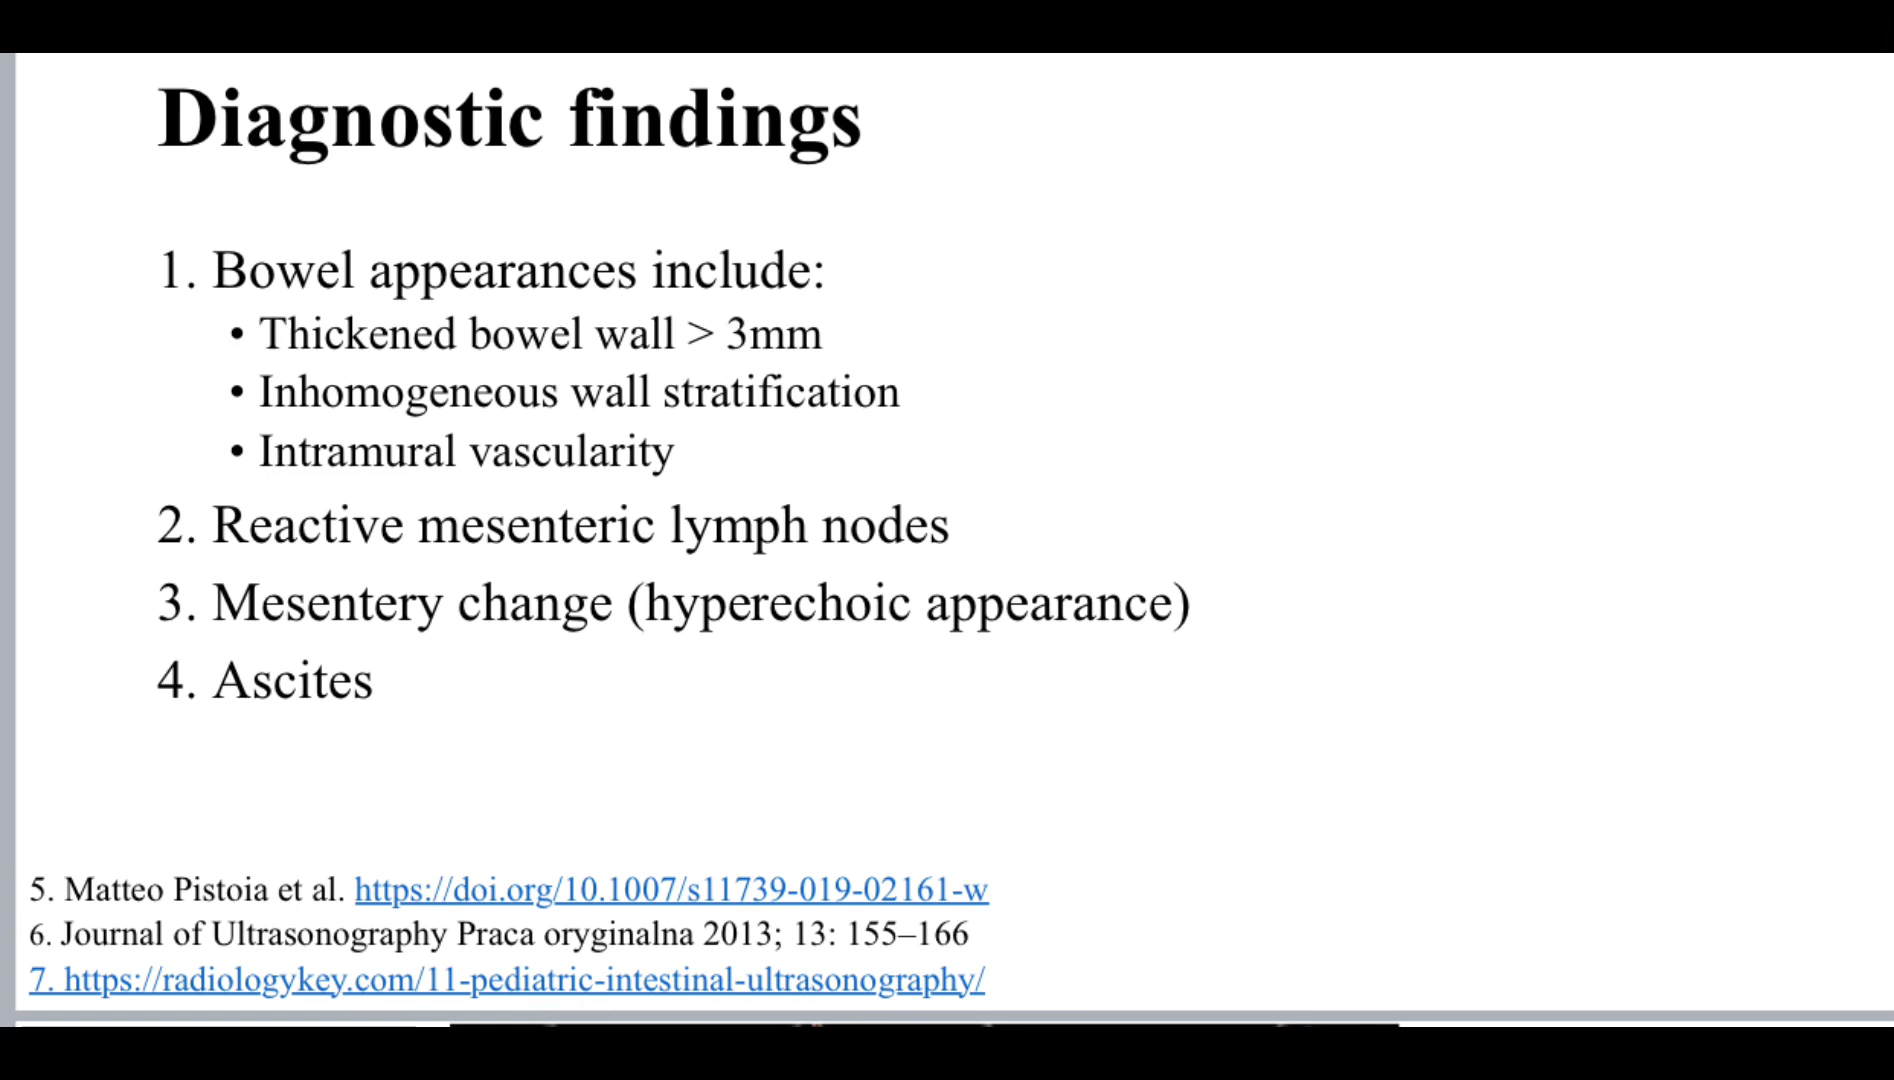 Diagnostic findings
1. Bowel appearances include:
• Thickened bowel wall > 3mm
• Inhomogeneous wall stratification
• Intramural vascularity
2. Reactive mesenteric lymph nodes
3. Mesentery change (hyperechoic appearance)
4. Ascites
5. Matteo Pistoia et al. https://doi.org/10.1007/s11739-019-02161-w
6. Journal of Ultrasonography Praca oryginalna 2013; 13: 155–166
7. https://radiologykey.com/11-pediatric-intestinal-ultrasonography/